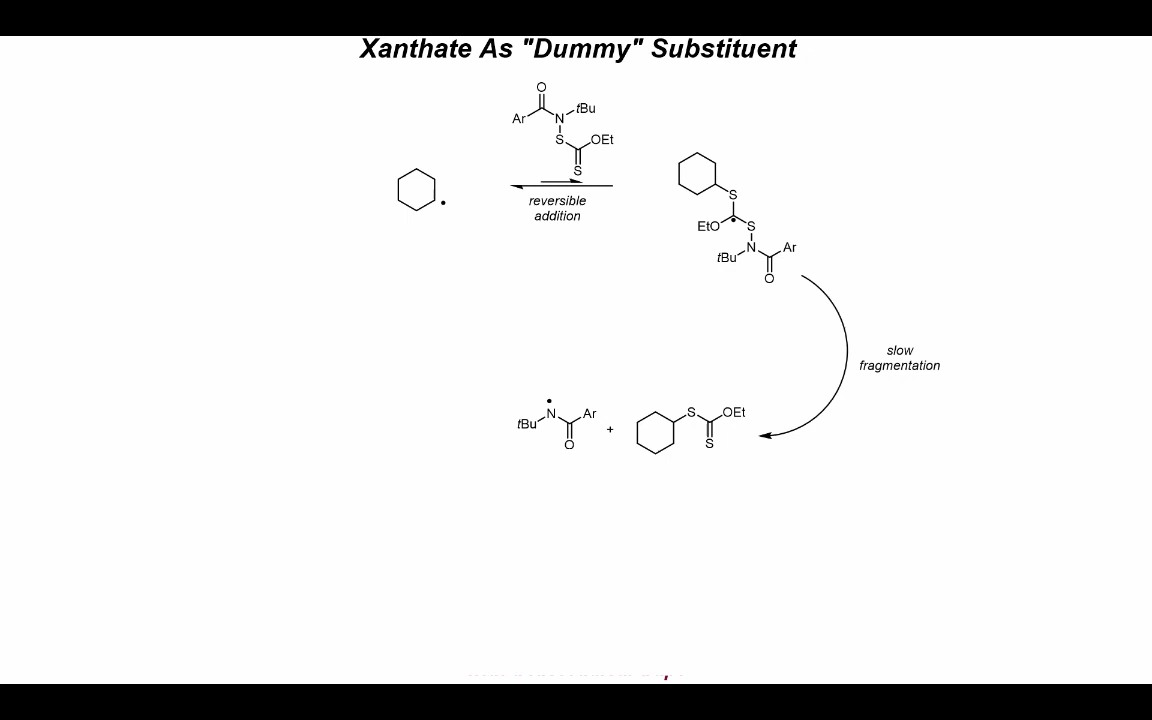 Xanthate As "Dummy" Substituent
O
Ar
N
tBu
S
OEt
S
reversible
addition
S
EtO
S
N
Ar
tBu
O
slow
fragmentation
N
Ar
tBu
O
+
S
OEt
S